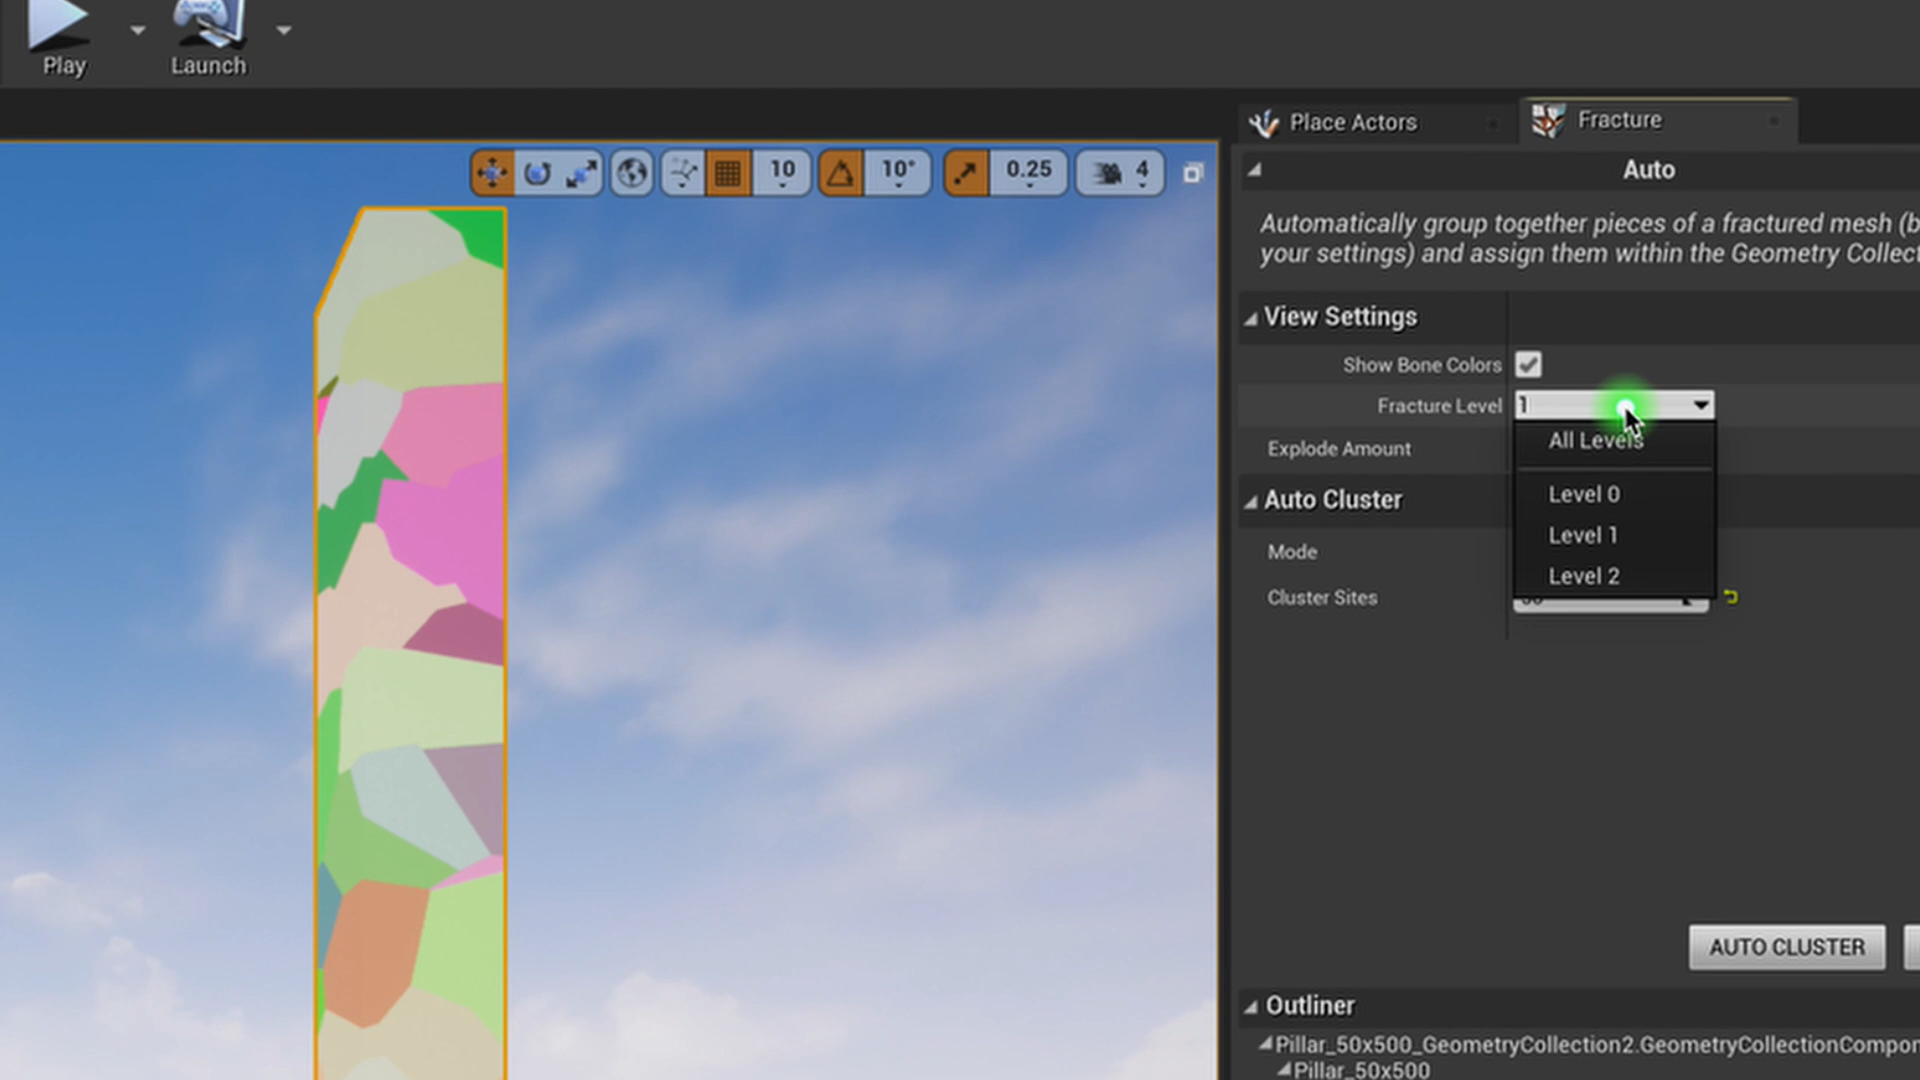 Play
Launch
Place Actors
Fracture
10
10°
0.25
4
Auto
Automatically group together pieces of a fractured mesh (b
your settings) and assign them within the Geometry Collect
View Settings
Show Bone Colors
Fracture Level
1
All Levels
Explode Amount
Level 0
Auto Cluster
Level 1
Mode
Level 2
Cluster Sites
AUTO CLUSTER
Outliner
Pillar_50x500_GeometryCollection2.GeometryCollectionCompon
Pillar_50x500